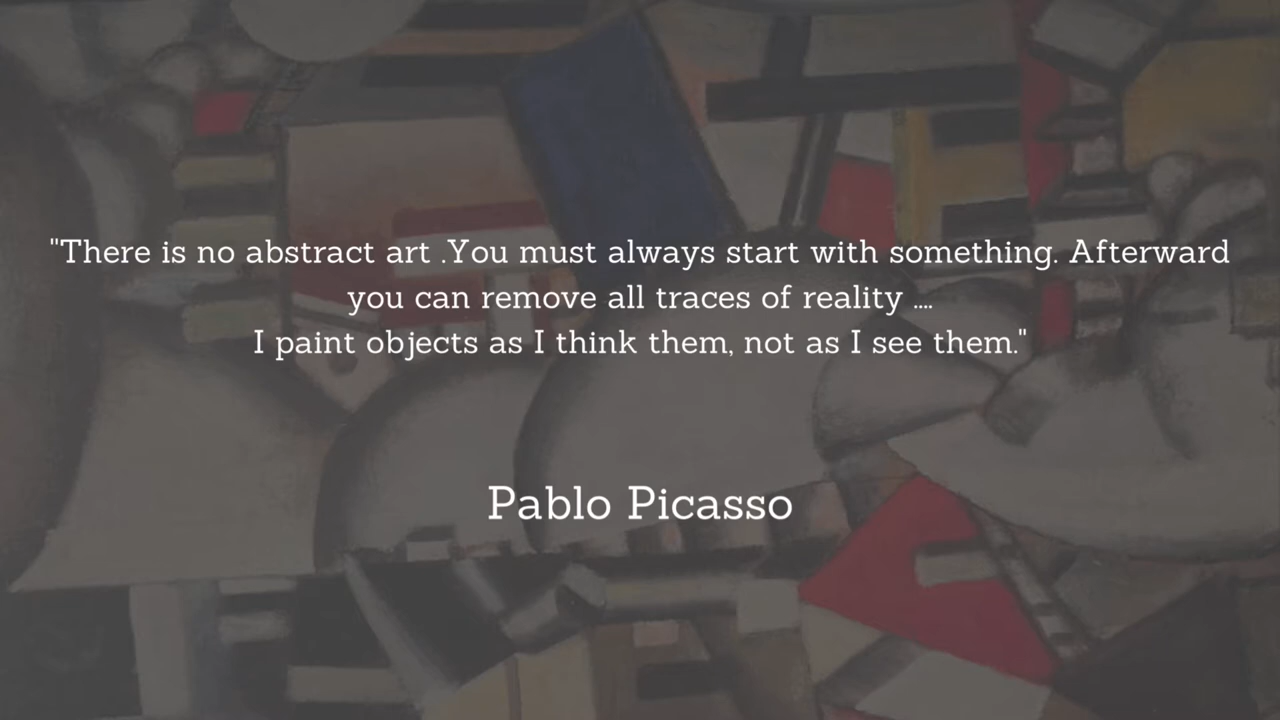 "There is no abstract art .You must always start with something. Afterward
you can remove all traces of reality ....
I paint objects as I think them, not as I see them."
Pablo Picasso